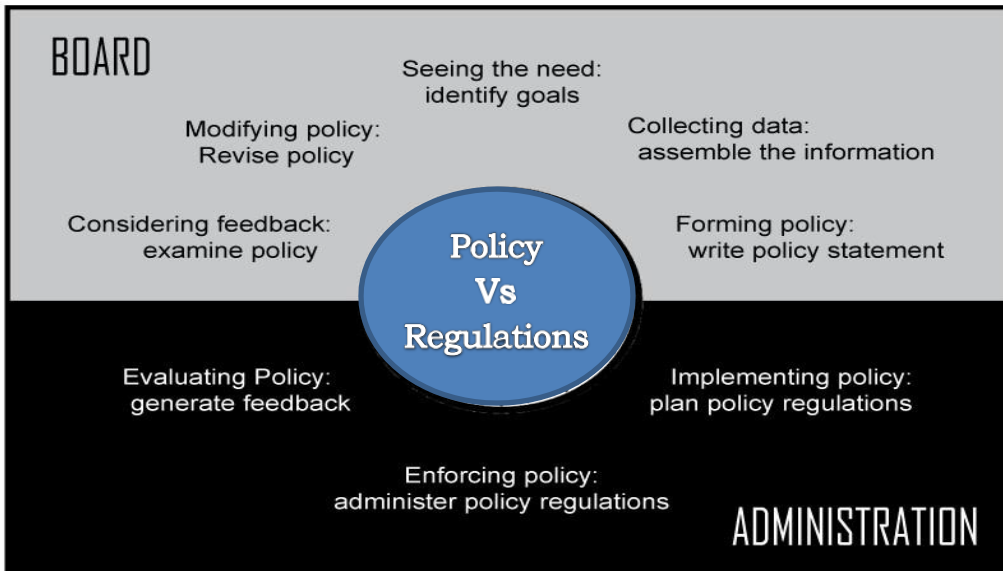 BOARD
Seeing the need:
identify goals
Modifying policy:
Revise policy
Collecting data:
assemble the information
Considering feedback:
examine policy
Forming policy:
write policy statement
Policy
Vs
Regulations
Evaluating Policy:
generate feedback
Implementing policy:
plan policy regulations
Enforcing policy:
administer policy regulations
ADMINISTRATION